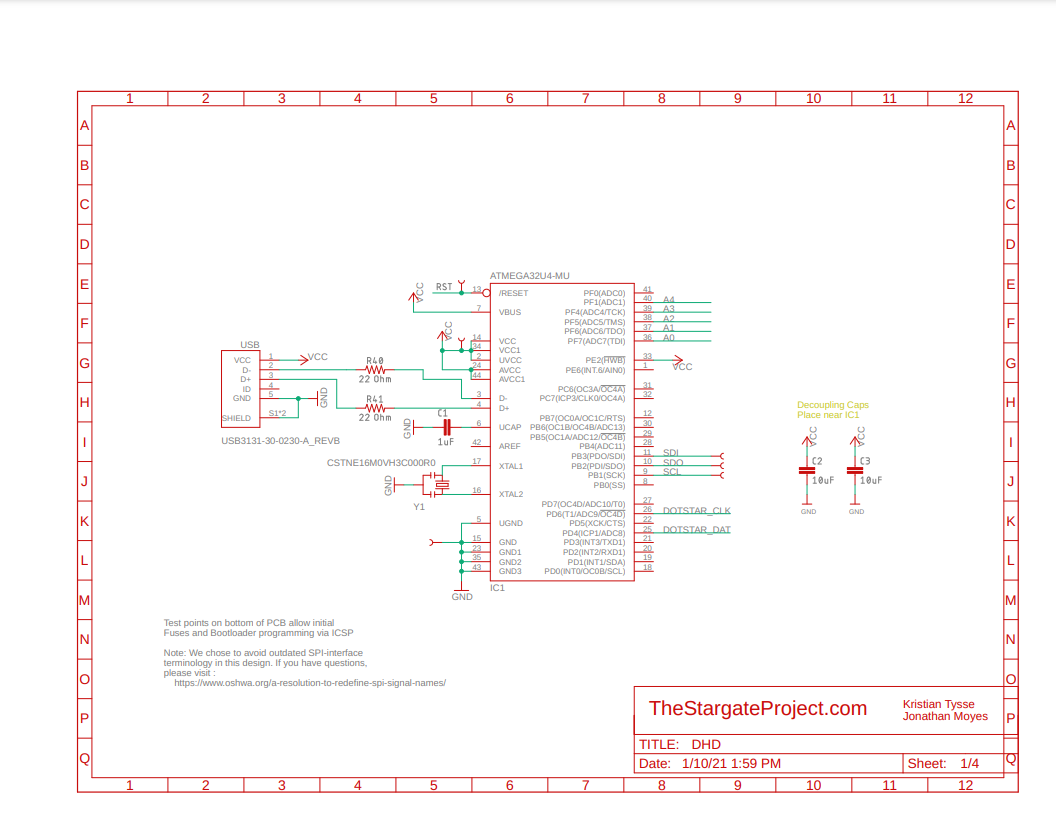 1 2 3 4 5 6 7 8 9 10 11 12
A A
B B
C C
D D
E E
F F
G G
H H
I I
J J
K K
L L
M M
N N
O O
P P
Q Q
ATMEGA32U4-MU
VCC
RST
13 /RESET
7 VBUS
VCC
14 VCC
34 VCC1
2 UVCC
24 AVCC
44 AVCC1
3 D-
4 D+
6 UCAP
42 AREF
17 XTAL1
16 XTAL2
5 UGND
15 GND
23 GND1
35 GND2
43 GND3
GND
IC1
PF0(ADC0) 41
PF1(ADC1) 40 A4
PF4(ADC4/TCK) 39 A3
PF5(ADC5/TMS) 38 A2
PF6(ADC6/TDO) 37 A1
PF7(ADC7/TDI) 36 A0
PE2(HWB) 33 VCC
PE6(INT.6/AIN0) 1
PC6(OC3A/OC4A) 31
PC7(ICP3/CLK0/OC4A) 32
PB7(OC0A/OC1C/RTS) 12
PB6(OC1B/OC4B/ADC13) 30
PB5(OC1A/ADC12/OC4B) 29
PB4(ADC11) 28
PB3(PDO/SDI) 11 SDI
PB2(PDI/SDO) 10 SDO
PB1(SCK) 9 SCL
PB0(SS) 8
PD7(OC4D/ADC10/T0) 27
PD6(T1/ADC9/OC4D) 26 DOTSTAR_CLK
PD5(XCK/CTS) 22
PD4(ICP1/ADC8) 25 DOTSTAR_DAT
PD3(INT3/TXD1) 21
PD2(INT2/RXD1) 20
PD1(INT1/SDA) 19
PD0(INT0/OC0B/SCL) 18
USB
VCC 1 VCC
D- 2
D+ 3
ID 4
GND 5 GND
SHIELD S1*2
USB3131-30-0230-A_REVB
R40
22 Ohm
R41
22 Ohm
C1
GND
1uF
CSTNE16M0VH3C000R0
GND
Y1
Decoupling Caps
Place near IC1
VCC VCC
C2 C3
10uF 10uF
GND GND
Test points on bottom of PCB allow initial
Fuses and Bootloader programming via ICSP
Note: We chose to avoid outdated SPI-interface
terminology in this design. If you have questions,
please visit :
https://www.oshwa.org/a-resolution-to-redefine-spi-signal-names/
TheStargateProject.com
Kristian Tysse
Jonathan Moyes
TITLE: DHD
Date: 1/10/21 1:59 PM
Sheet: 1/4
1 2 3 4 5 6 7 8 9 10 11 12